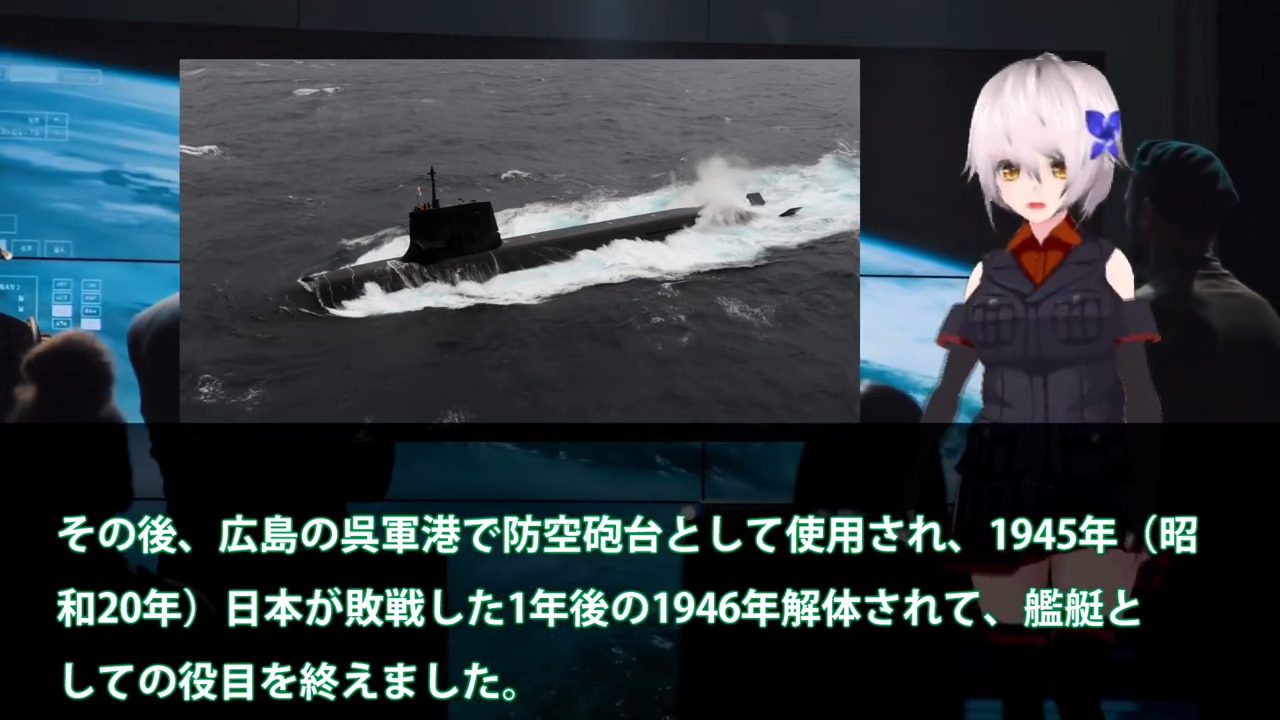 その後、広島の呉軍港で防空砲台として使用され、1945年（昭
和20年）日本が敗戦した1年後の1946年解体されて、艦艇と
しての役目を終えました。